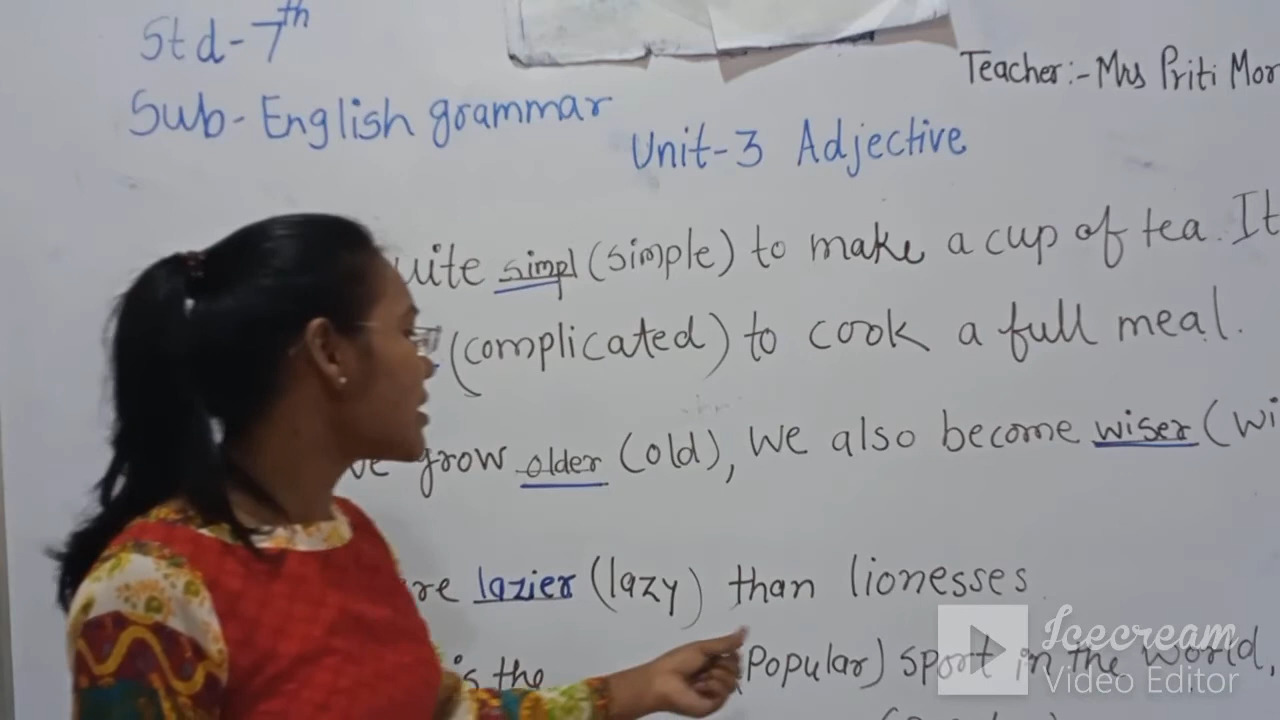 Std-7th
Teacher:- Mrs Priti Mor
Sub-English grammar
Unit-3 Adjective
uite simpl (simple) to make a cup of tea. It
(complicated) to cook a full meal.
grow older (old), we also become wiser (wi
re lazier (lazy) than lionesses
is the (Popular) sport in the world,
Icecream
Video Editor